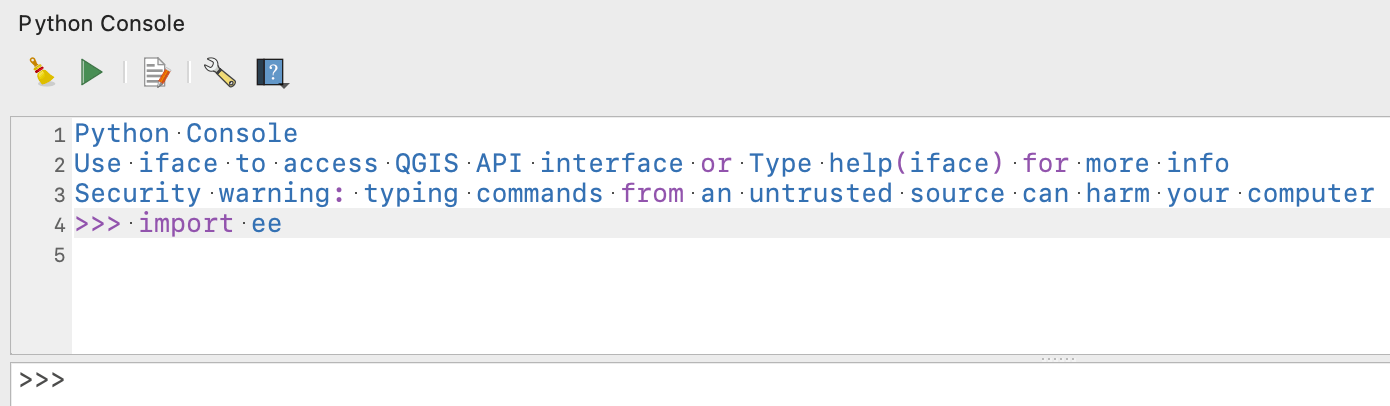 Python Console
?
1 Python Console
2 Use iface to access QGIS API interface or Type help(iface) for more info
3 Security warning: typing commands from an untrusted source can harm your computer
4 >>> import ee
5
>>>